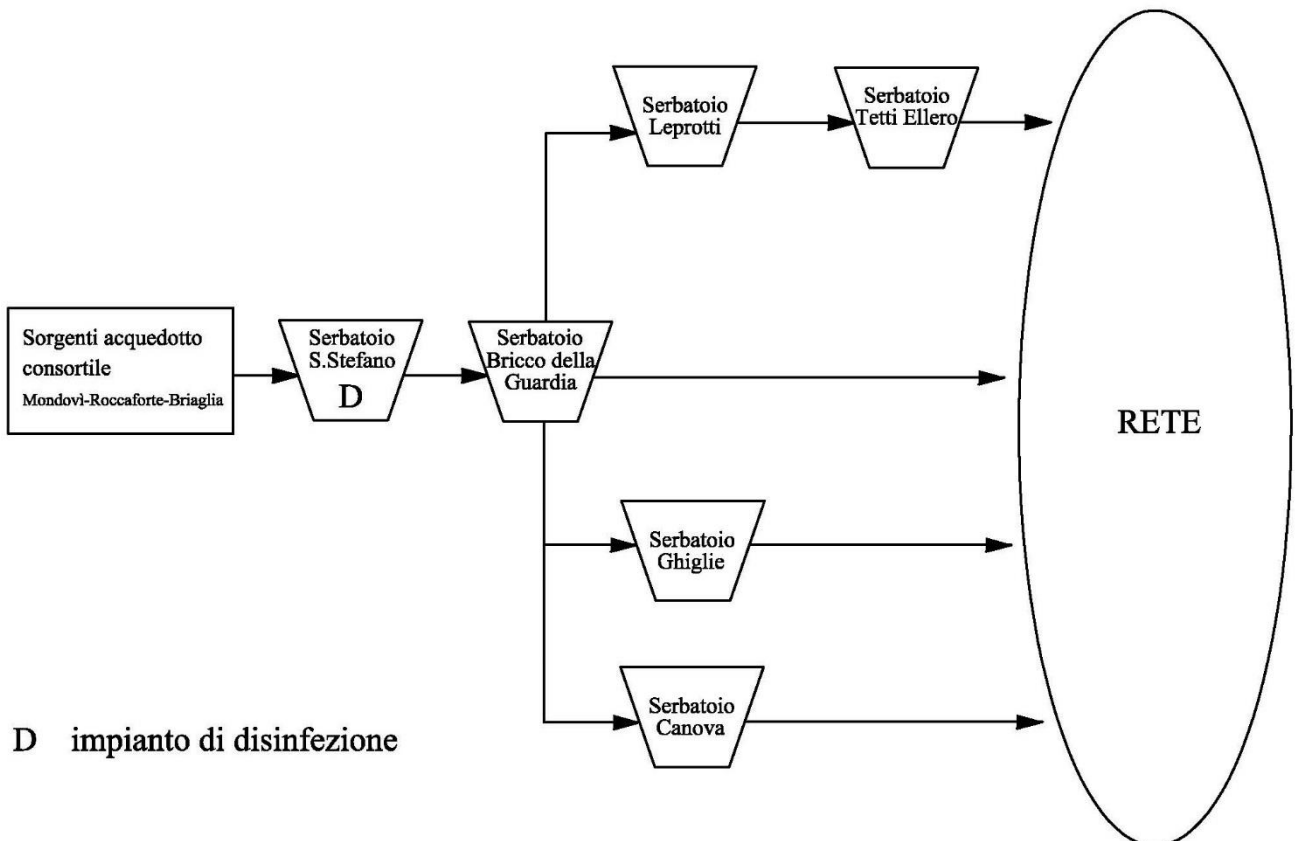 Serbatoio
Leprotti
Serbatoio
Tetti Ellero
Sorgenti acquedotto
consortile
Mondovì-Roccaforte-Briaglia
Serbatoio
S.Stefano
D
Serbatoio
Bricco della
Guardia
RETE
Serbatoio
Ghiglie
Serbatoio
Canova
D impianto di disinfezione